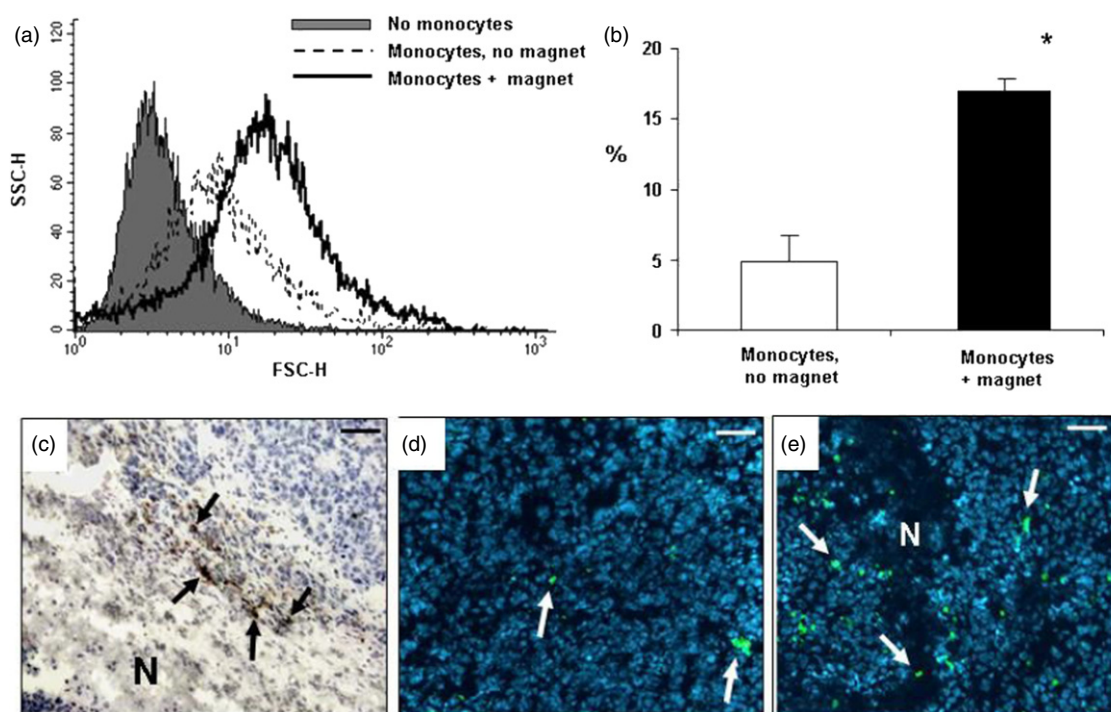 (a)
No monocytes
Monocytes, no magnet
Monocytes + magnet
SSC-H
120
100
80
60
40
20
0
10⁰
10¹
10²
10³
FSC-H
(b)
*
%
20
15
10
5
0
Monocytes,
no magnet
Monocytes
+ magnet
(c)
N
(d)
(e)
N